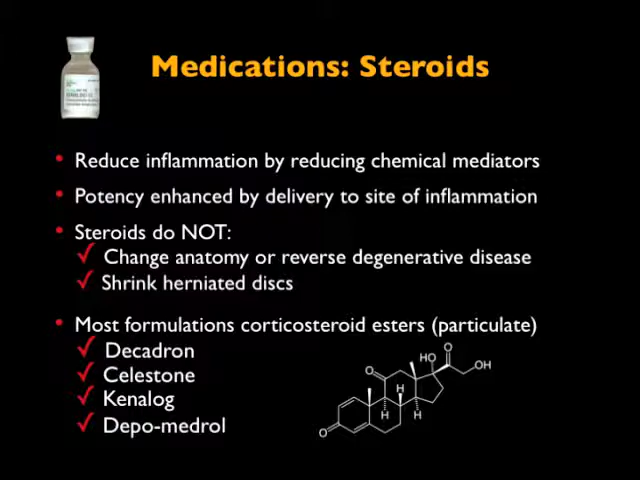 Medications: Steroids
• Reduce inflammation by reducing chemical mediators
• Potency enhanced by delivery to site of inflammation
• Steroids do NOT:
✓ Change anatomy or reverse degenerative disease
✓ Shrink herniated discs
• Most formulations corticosteroid esters (particulate)
✓ Decadron
✓ Celestone
✓ Kenalog
✓ Depo-medrol
O
HO
OH
O
H
H
H
O